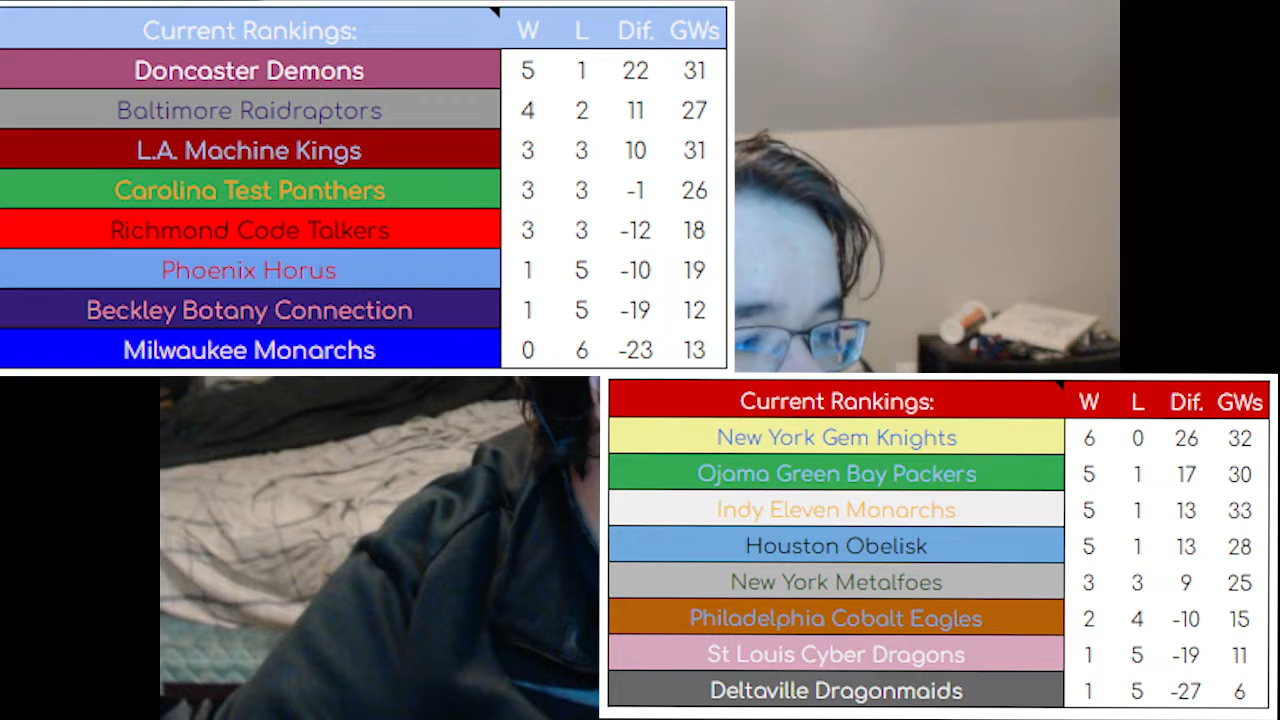 Current Rankings: W L Dif. GWs
Doncaster Demons 5 1 22 31
Baltimore Raidraptors 4 2 11 27
L.A. Machine Kings 3 3 10 31
Carolina Test Panthers 3 3 -1 26
Richmond Code Talkers 3 3 -12 18
Phoenix Horus 1 5 -10 19
Beckley Botany Connection 1 5 -19 12
Milwaukee Monarchs 0 6 -23 13
Current Rankings: W L Dif. GWs
New York Gem Knights 6 0 26 32
Ojama Green Bay Packers 5 1 17 30
Indy Eleven Monarchs 5 1 13 33
Houston Obelisk 5 1 13 28
New York Metalfoes 3 3 9 25
Philadelphia Cobalt Eagles 2 4 -10 15
St Louis Cyber Dragons 1 5 -19 11
Deltaville Dragonmaids 1 5 -27 6